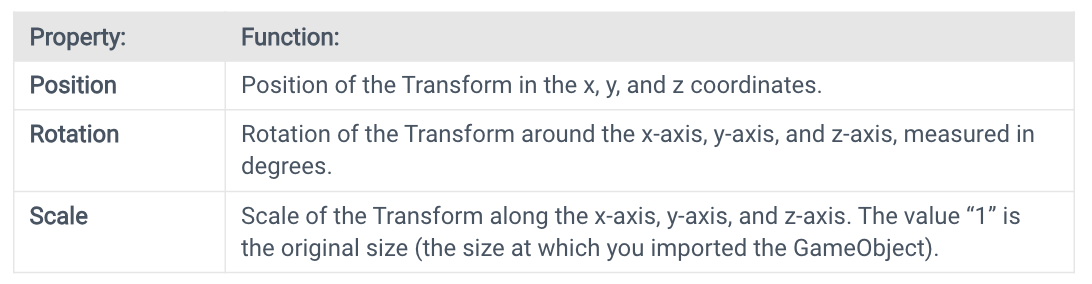 Property: Function:
Position Position of the Transform in the x, y, and z coordinates.
Rotation Rotation of the Transform around the x-axis, y-axis, and z-axis, measured in
degrees.
Scale Scale of the Transform along the x-axis, y-axis, and z-axis. The value “1” is
the original size (the size at which you imported the GameObject).